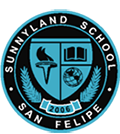 SUNNYLAND SCHOOL
2006
· SAN FELIPE ·